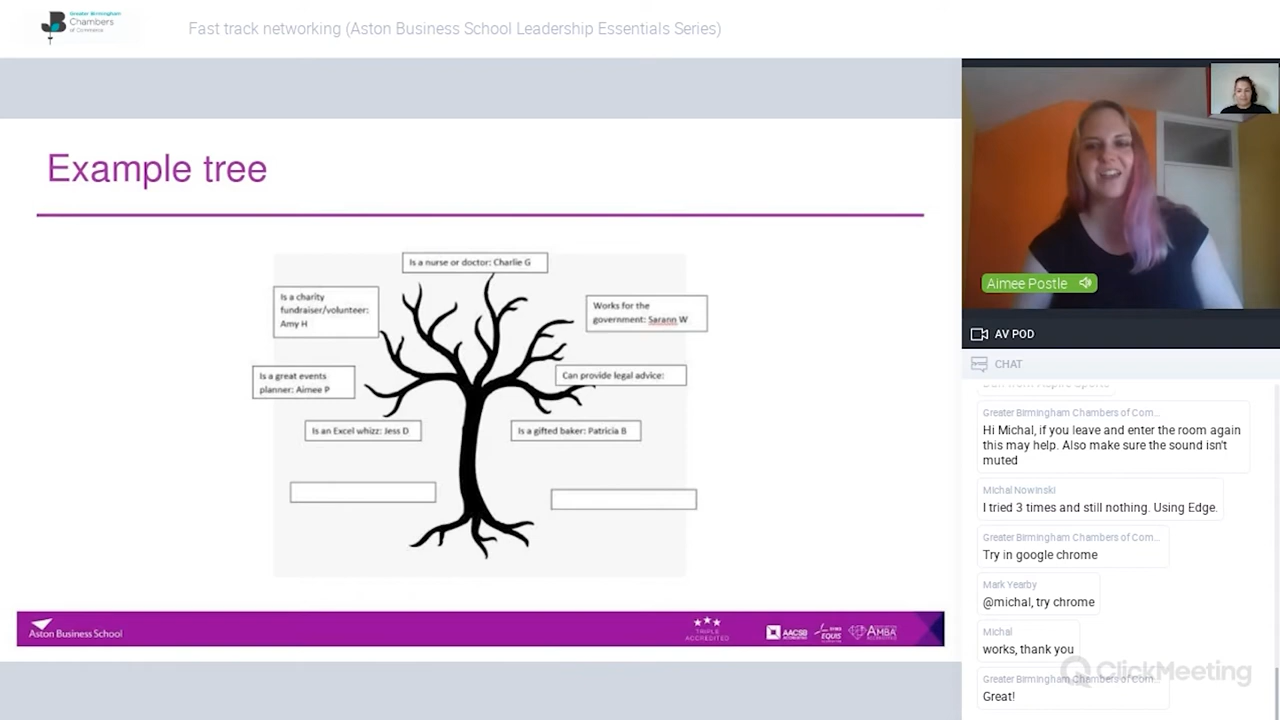 Greater Birmingham
Chambers
of Commerce
Fast track networking (Aston Business School Leadership Essentials Series)
Example tree
Is a nurse or doctor: Charlie G
Is a charity
fundraiser/volunteer:
Amy H
Works for the
government: Sarann W
Is a great events
planner: Aimee P
Can provide legal advice:
Is an Excel whizz: Jess D
Is a gifted baker: Patricia B
Aston Business School
TRIPLE
ACCREDITED
AACSB
ACCREDITED
EFMD
EQUIS
ACCREDITED
AMBA
ACCREDITED
Aimee Postle
AV POD
CHAT
Greater Birmingham Chambers of Com...
Hi Michal, if you leave and enter the room again
this may help. Also make sure the sound isn't
muted
Michal Nowinski
I tried 3 times and still nothing. Using Edge.
Greater Birmingham Chambers of Com...
Try in google chrome
Mark Yearby
@michal, try chrome
Michal
works, thank you
Greater Birmingham Chambers of Com...
Great!
ClickMeeting